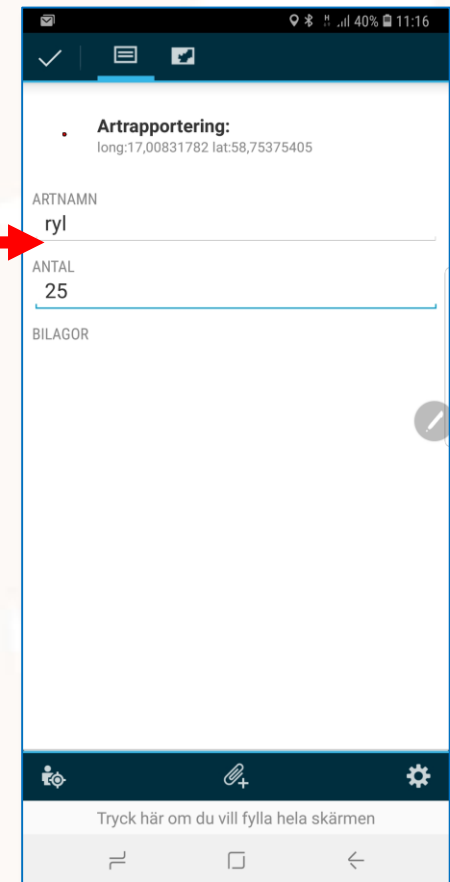 40% 11:16
Artrapportering:
long:17,00831782 lat:58,75375405
ARTNAMN
ryl
ANTAL
25
BILAGOR
Tryck här om du vill fylla hela skärmen